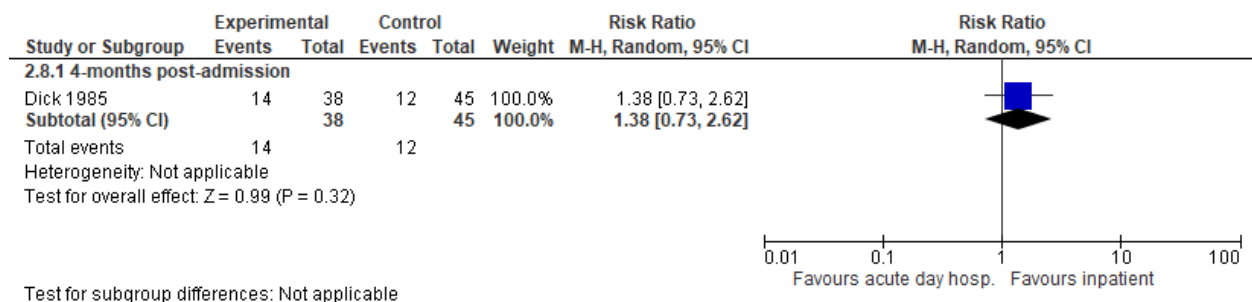 Experimental Control Risk Ratio Risk Ratio
Study or Subgroup Events Total Events Total Weight M-H, Random, 95% CI M-H, Random, 95% CI
2.8.1 4-months post-admission
Dick 1985 14 38 12 45 100.0% 1.38 [0.73, 2.62]
Subtotal (95% CI) 38 45 100.0% 1.38 [0.73, 2.62]
Total events 14 12
Heterogeneity: Not applicable
Test for overall effect: Z = 0.99 (P = 0.32)
0.01 0.1 1 10 100
Favours acute day hosp. Favours inpatient
Test for subgroup differences: Not applicable